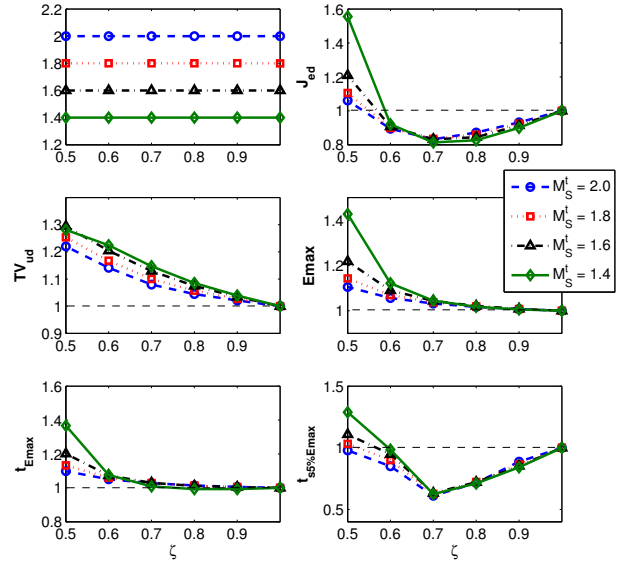 2.2
2
1.8
1.6
1.4
1.2
0.5 0.6 0.7 0.8 0.9
J_ed
1.6
1.4
1.2
1
0.8
0.5 0.6 0.7 0.8 0.9
TV_ud
1.3
1.2
1.1
1
0.9
0.5 0.6 0.7 0.8 0.9
Emax
1.4
1.2
1
0.5 0.6 0.7 0.8 0.9
M_S^t = 2.0
M_S^t = 1.8
M_S^t = 1.6
M_S^t = 1.4
t_Emax
1.6
1.4
1.2
1
0.8
0.5 0.6 0.7 0.8 0.9
ζ
t_s5%Emax
1.5
1
0.5
0.5 0.6 0.7 0.8 0.9
ζ